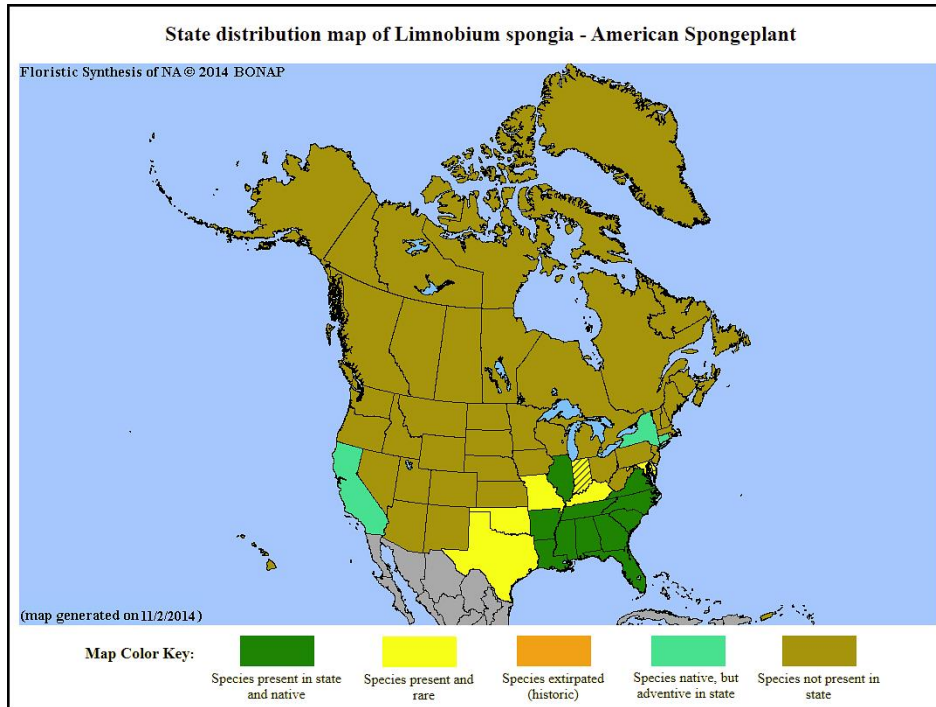 State distribution map of Limnobium spongia - American Spongeplant
Floristic Synthesis of NA © 2014 BONAP
(map generated on 11/2/2014)
Map Color Key:
Species present in state
and native
Species present and
rare
Species extirpated
(historic)
Species native, but
adventive in state
Species not present in
state